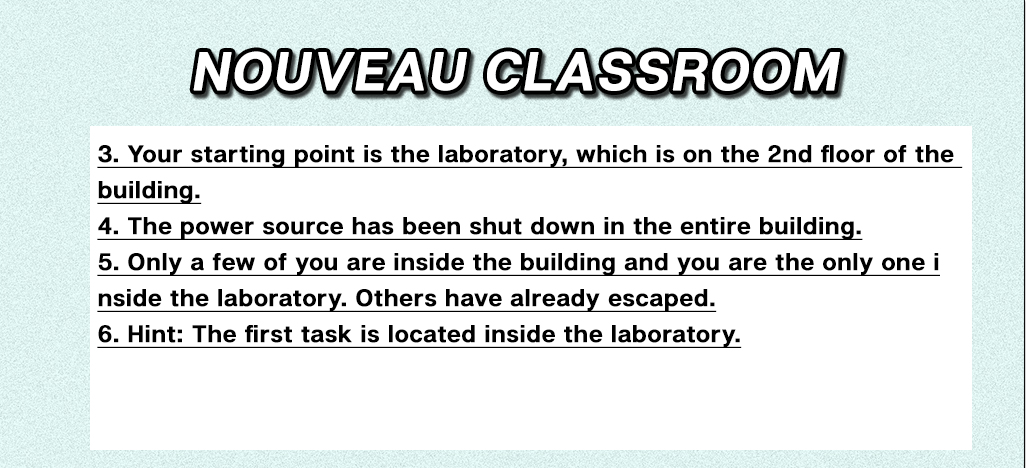 NOUVEAU CLASSROOM
3. Your starting point is the laboratory, which is on the 2nd floor of the
building.
4. The power source has been shut down in the entire building.
5. Only a few of you are inside the building and you are the only one i
nside the laboratory. Others have already escaped.
6. Hint: The first task is located inside the laboratory.